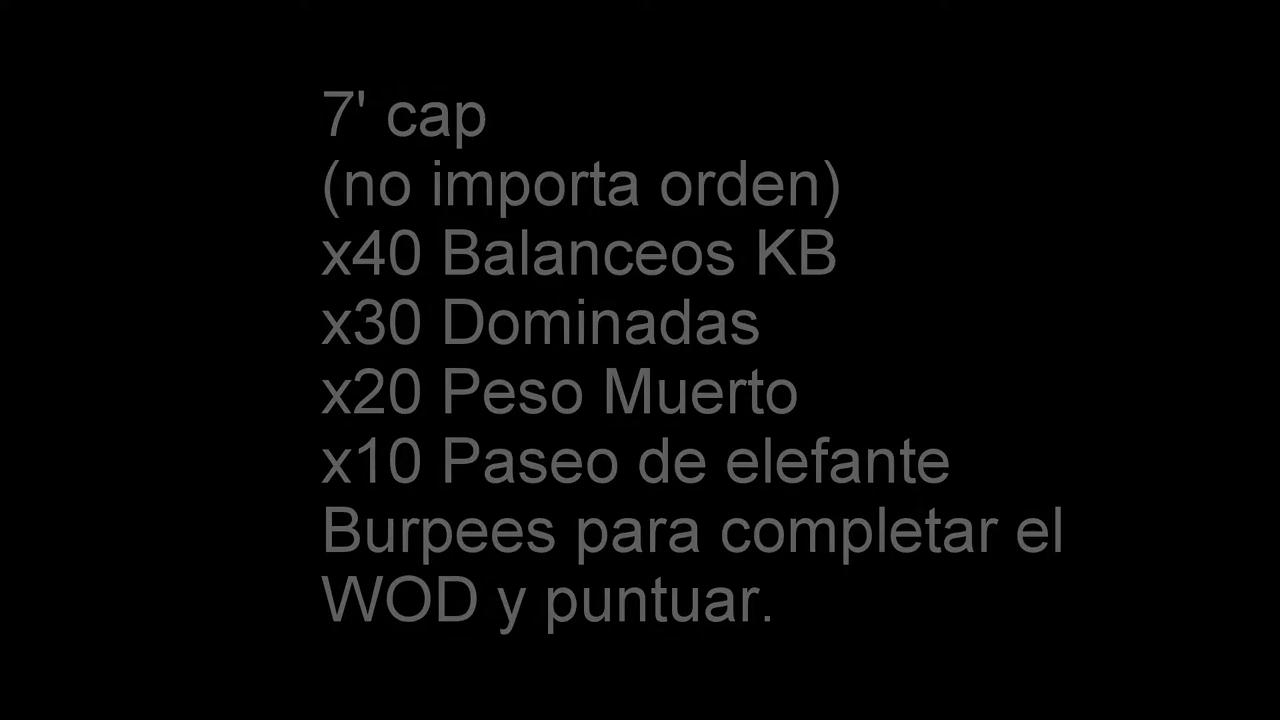 7' cap
(no importa orden)
x40 Balanceos KB
x30 Dominadas
x20 Peso Muerto
x10 Paseo de elefante
Burpees para completar el
WOD y puntuar.